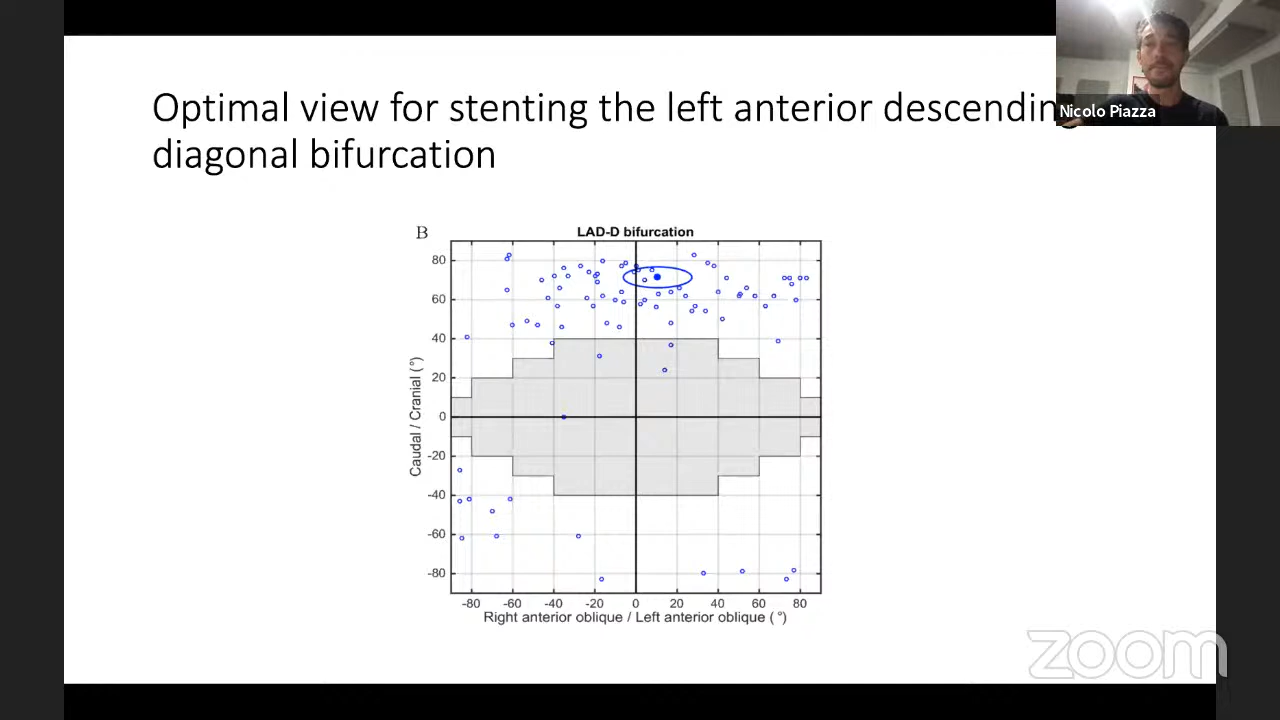 Optimal view for stenting the left anterior descending
diagonal bifurcation
Nicolo Piazza
B
LAD-D bifurcation
80
60
40
20
0
-20
-40
-60
-80
Caudal / Cranial (°)
-80 -60 -40 -20 0 20 40 60 80
Right anterior oblique / Left anterior oblique (°)
zoom